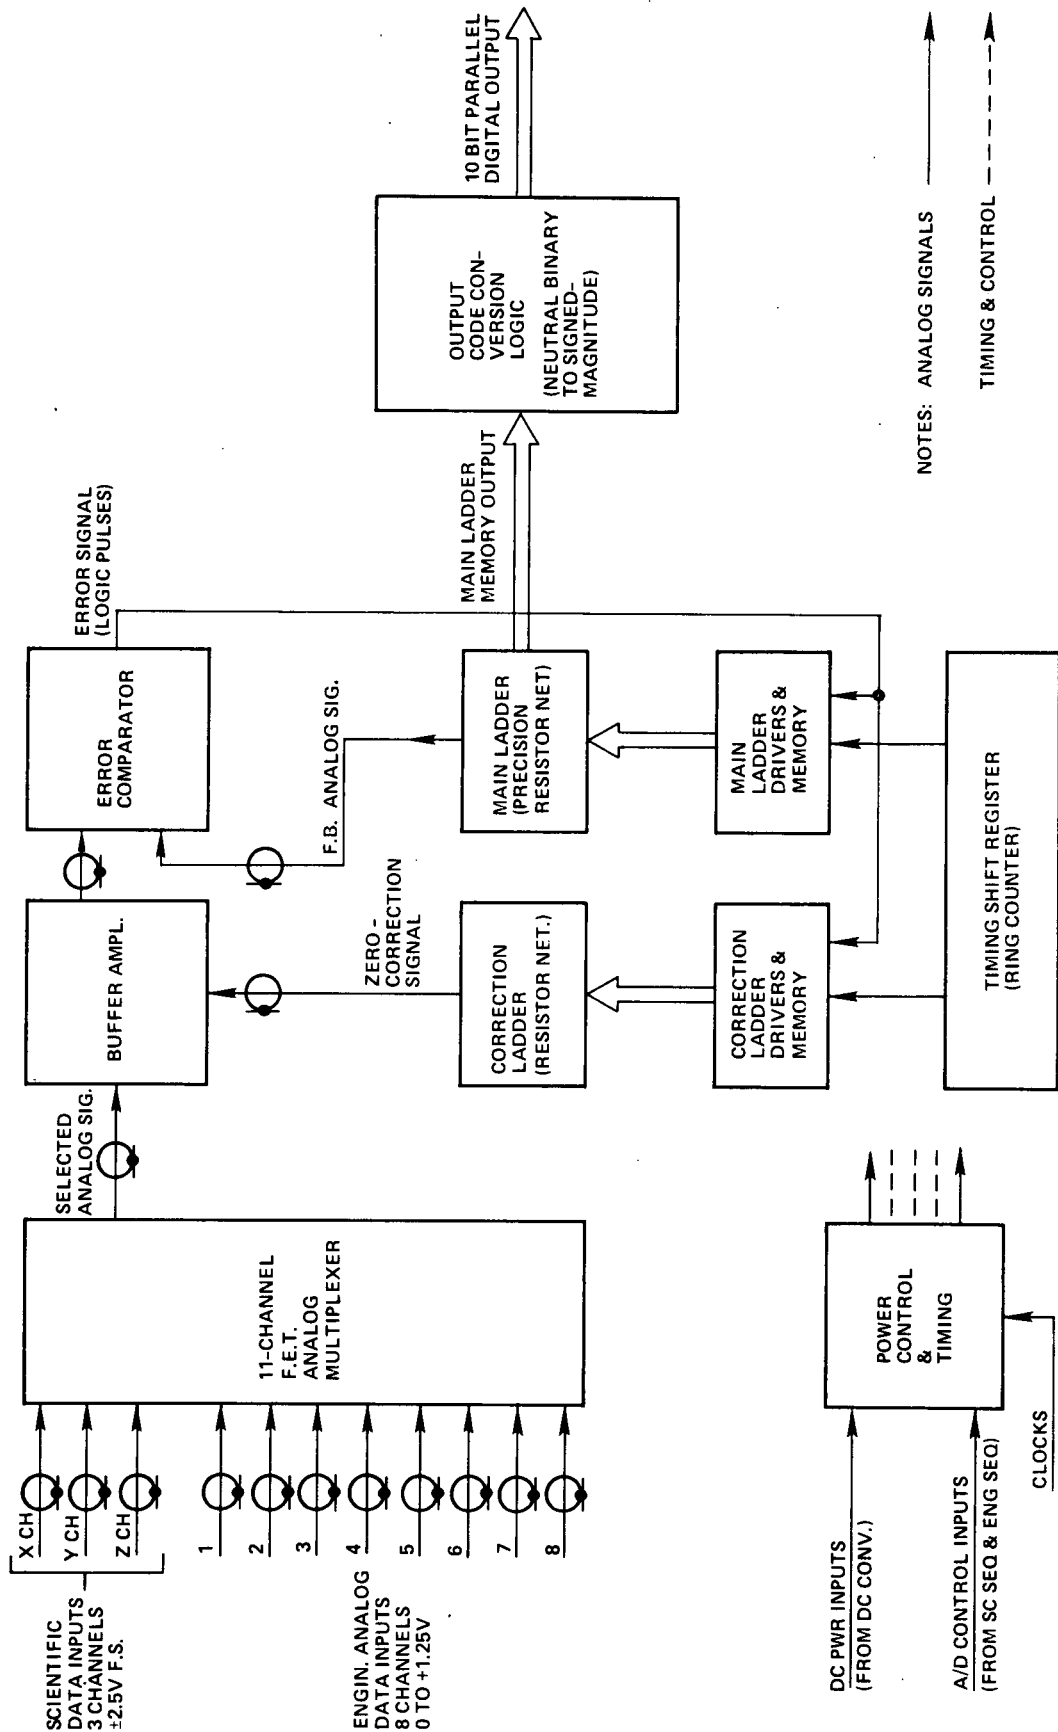 SCIENTIFIC
DATA INPUTS
3 CHANNELS
±2.5V F.S.
X CH
Y CH
Z CH
ENGIN. ANALOG
DATA INPUTS
8 CHANNELS
0 TO +1.25V
1
2
3
4
5
6
7
8
11-CHANNEL
F.E.T.
ANALOG
MULTIPLEXER
SELECTED
ANALOG SIG.
BUFFER AMPL.
ERROR
COMPARATOR
ERROR SIGNAL
(LOGIC PULSES)
ZERO-
CORRECTION
SIGNAL
F.B. ANALOG SIG.
CORRECTION
LADDER
(RESISTOR NET.)
MAIN LADDER
(PRECISION
RESISTOR NET)
MAIN LADDER
MEMORY OUTPUT
OUTPUT
CODE CON-
VERSION
LOGIC
(NEUTRAL BINARY
TO SIGNED-
MAGNITUDE)
10 BIT PARALLEL
DIGITAL OUTPUT
CORRECTION
LADDER
DRIVERS &
MEMORY
MAIN
LADDER
DRIVERS &
MEMORY
TIMING SHIFT REGISTER
(RING COUNTER)
DC PWR INPUTS
(FROM DC CONV.)
A/D CONTROL INPUTS
(FROM SC SEQ & ENG SEQ)
CLOCKS
POWER
CONTROL
&
TIMING
NOTES: ANALOG SIGNALS
TIMING & CONTROL